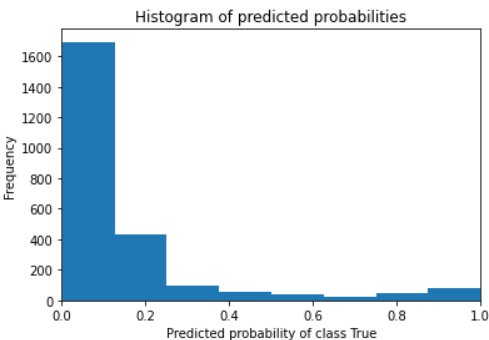 Histogram of predicted probabilities
Frequency
1600
1400
1200
1000
800
600
400
200
0
0.0 0.2 0.4 0.6 0.8 1.0
Predicted probability of class True